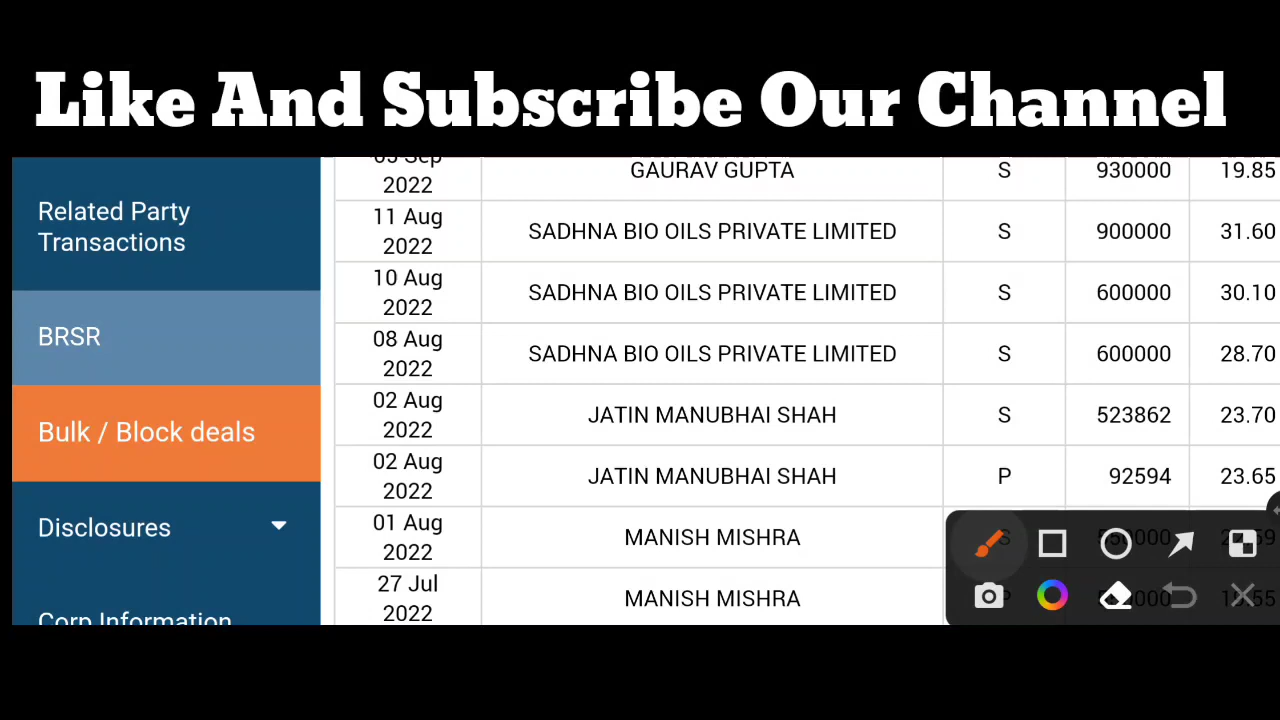 Like And Subscribe Our Channel
Related Party
Transactions
BRSR
Bulk / Block deals
Disclosures
Corp Information
2022 GAURAV GUPTA S 930000 19.85
11 Aug 2022 SADHNA BIO OILS PRIVATE LIMITED S 900000 31.60
10 Aug 2022 SADHNA BIO OILS PRIVATE LIMITED S 600000 30.10
08 Aug 2022 SADHNA BIO OILS PRIVATE LIMITED S 600000 28.70
02 Aug 2022 JATIN MANUBHAI SHAH S 523862 23.70
02 Aug 2022 JATIN MANUBHAI SHAH P 92594 23.65
01 Aug 2022 MANISH MISHRA S
27 Jul 2022 MANISH MISHRA